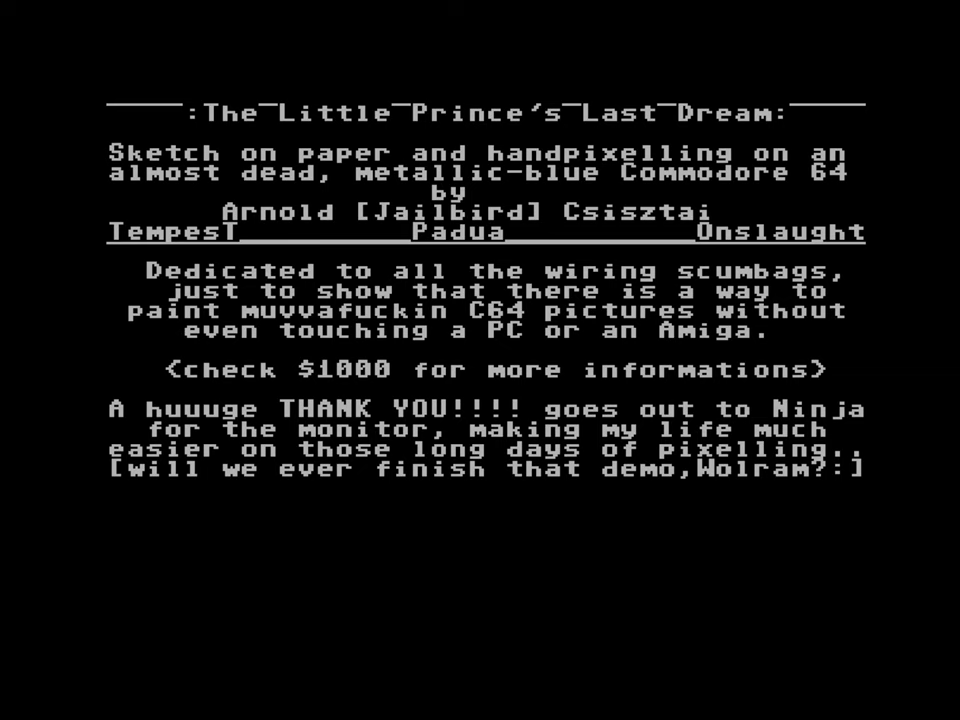 :The Little Prince's Last Dream:
Sketch on paper and handpixelling on an
almost dead, metallic-blue Commodore 64
by
Arnold [Jailbird] Csisztai
TempesT_________Padua__________Onslaught
Dedicated to all the wiring scumbags,
just to show that there is a way to
paint muvvafuckin C64 pictures without
even touching a PC or an Amiga.
<check $1000 for more informations>
A huuuge THANK YOU!!!! goes out to Ninja
for the monitor, making my life much
easier on those long days of pixelling..
[will we ever finish that demo,Wolram?:]